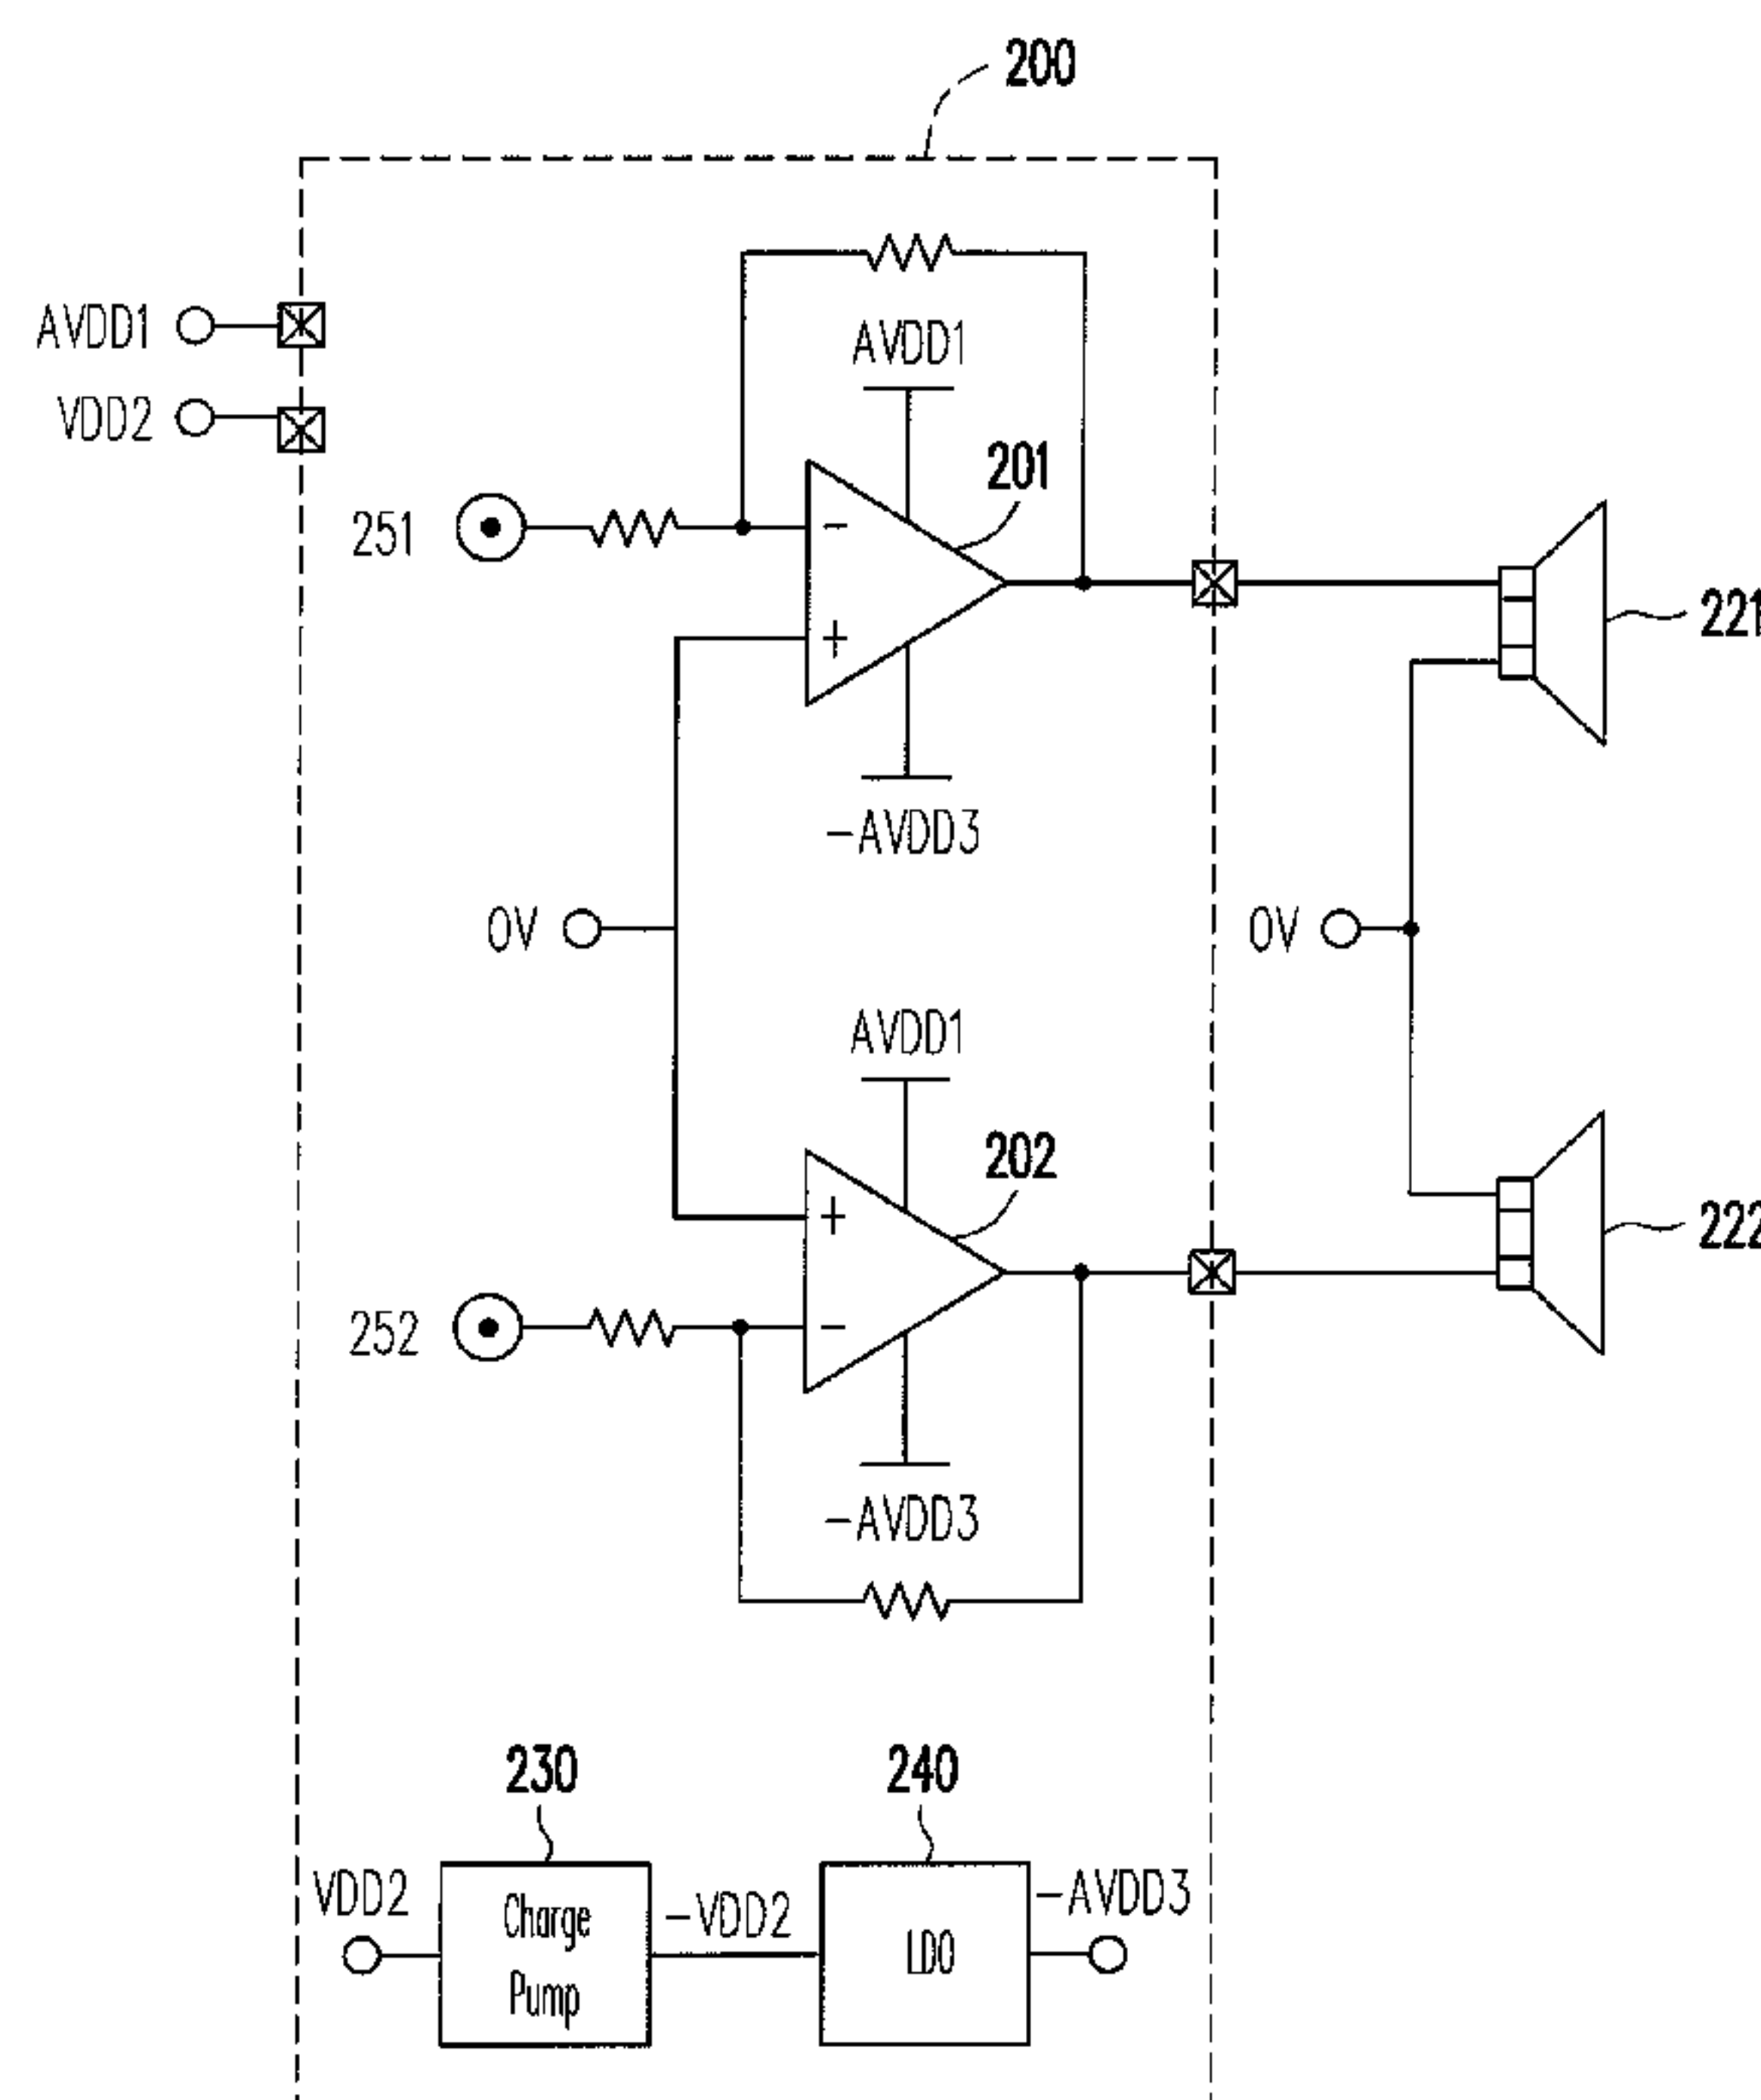 200
AVDD1
VDD2
AVDD1
201
251
−
+
221
−AVDD3
0V
0V
AVDD1
202
+
222
252
−
−AVDD3
230
240
VDD2
Charge
Pump
−VDD2
LDO
−AVDD3